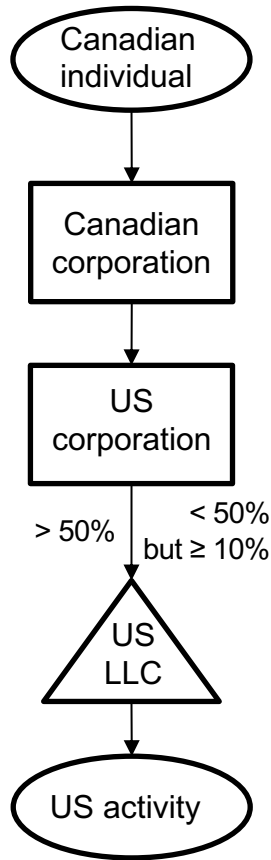 Canadian
individual
Canadian
corporation
US
corporation
> 50%
< 50%
but ≥ 10%
US
LLC
US activity